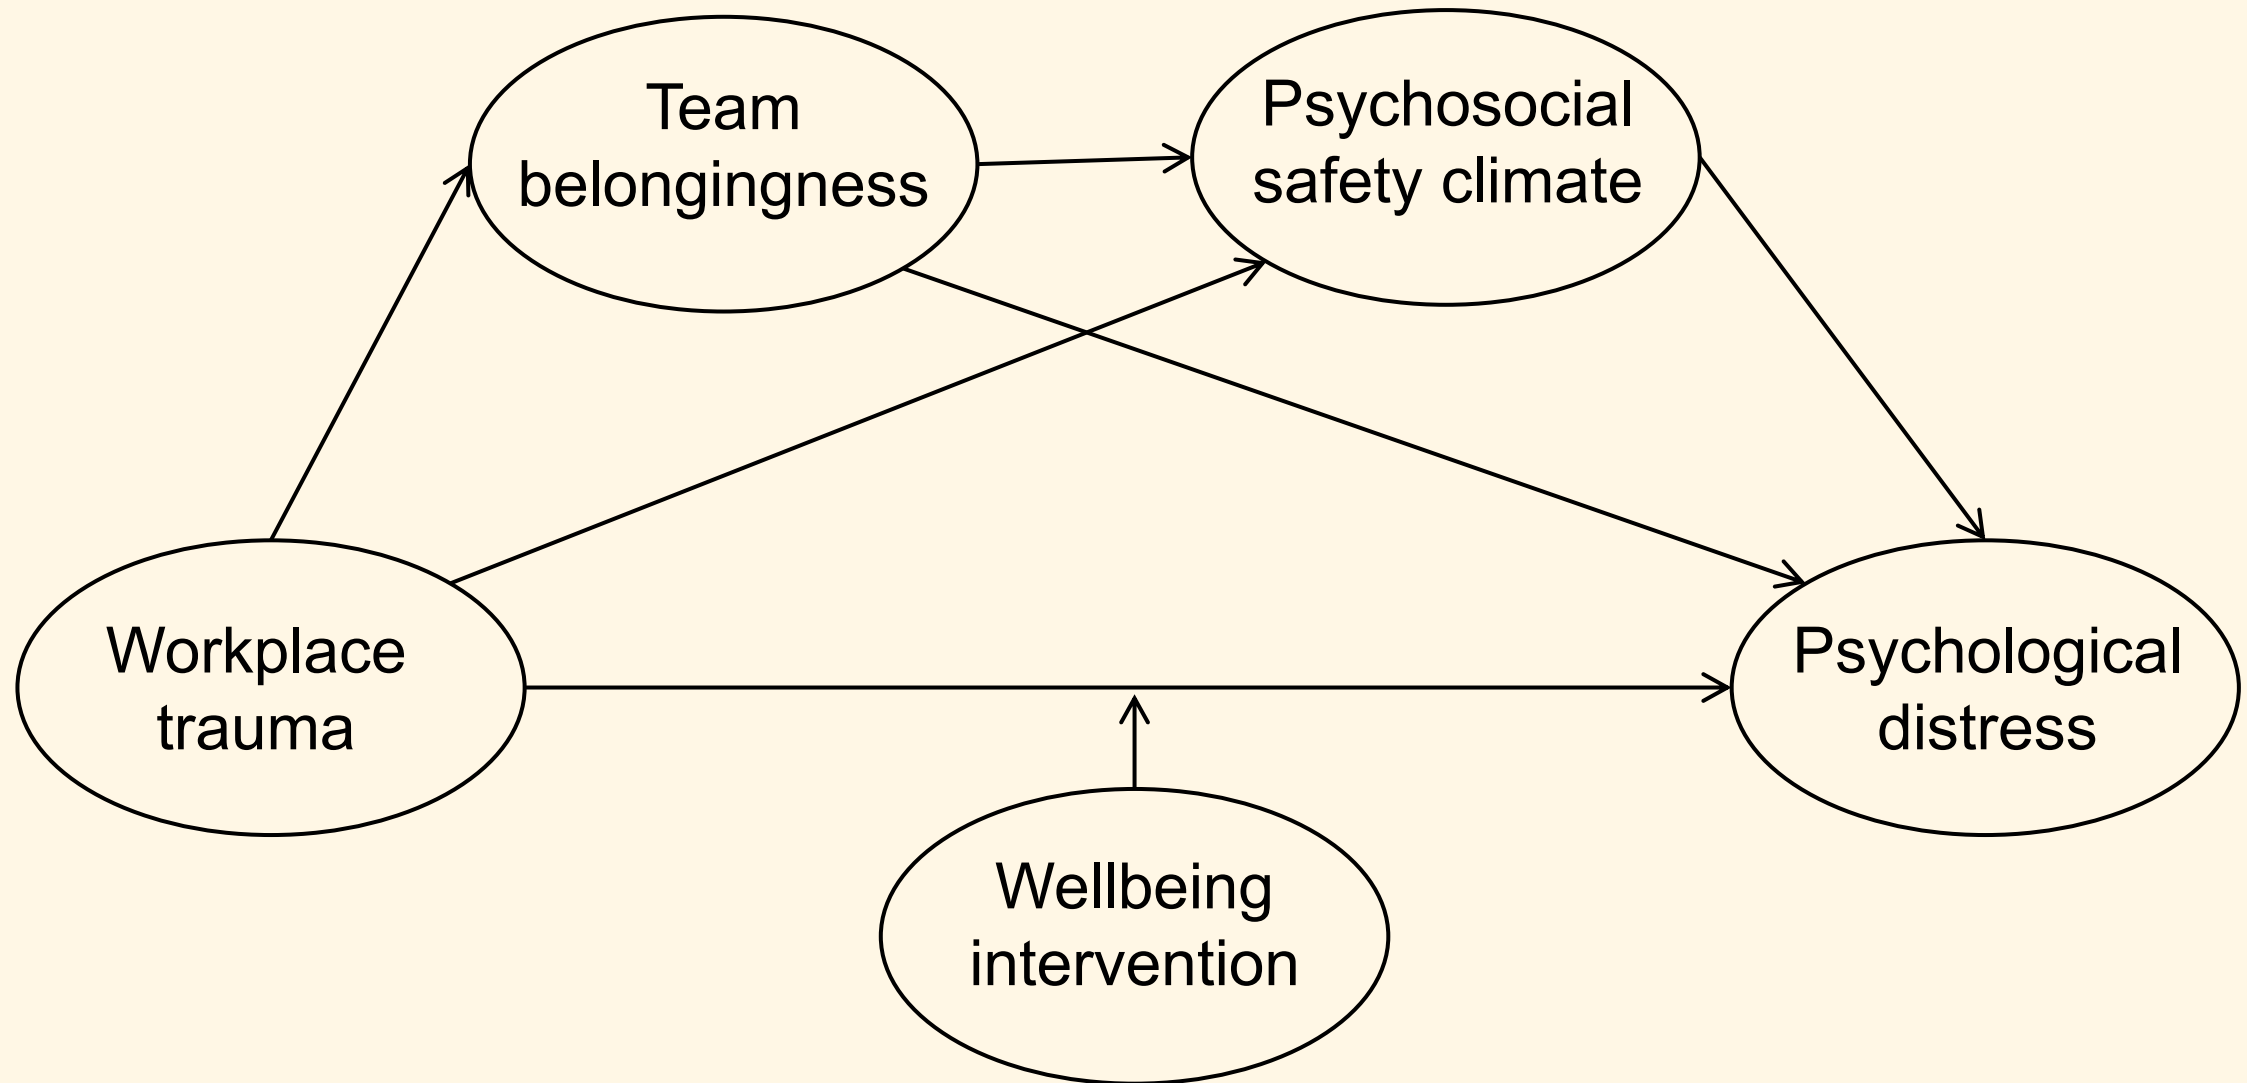 Team
belongingness
Psychosocial
safety climate
Workplace
trauma
Psychological
distress
Wellbeing
intervention